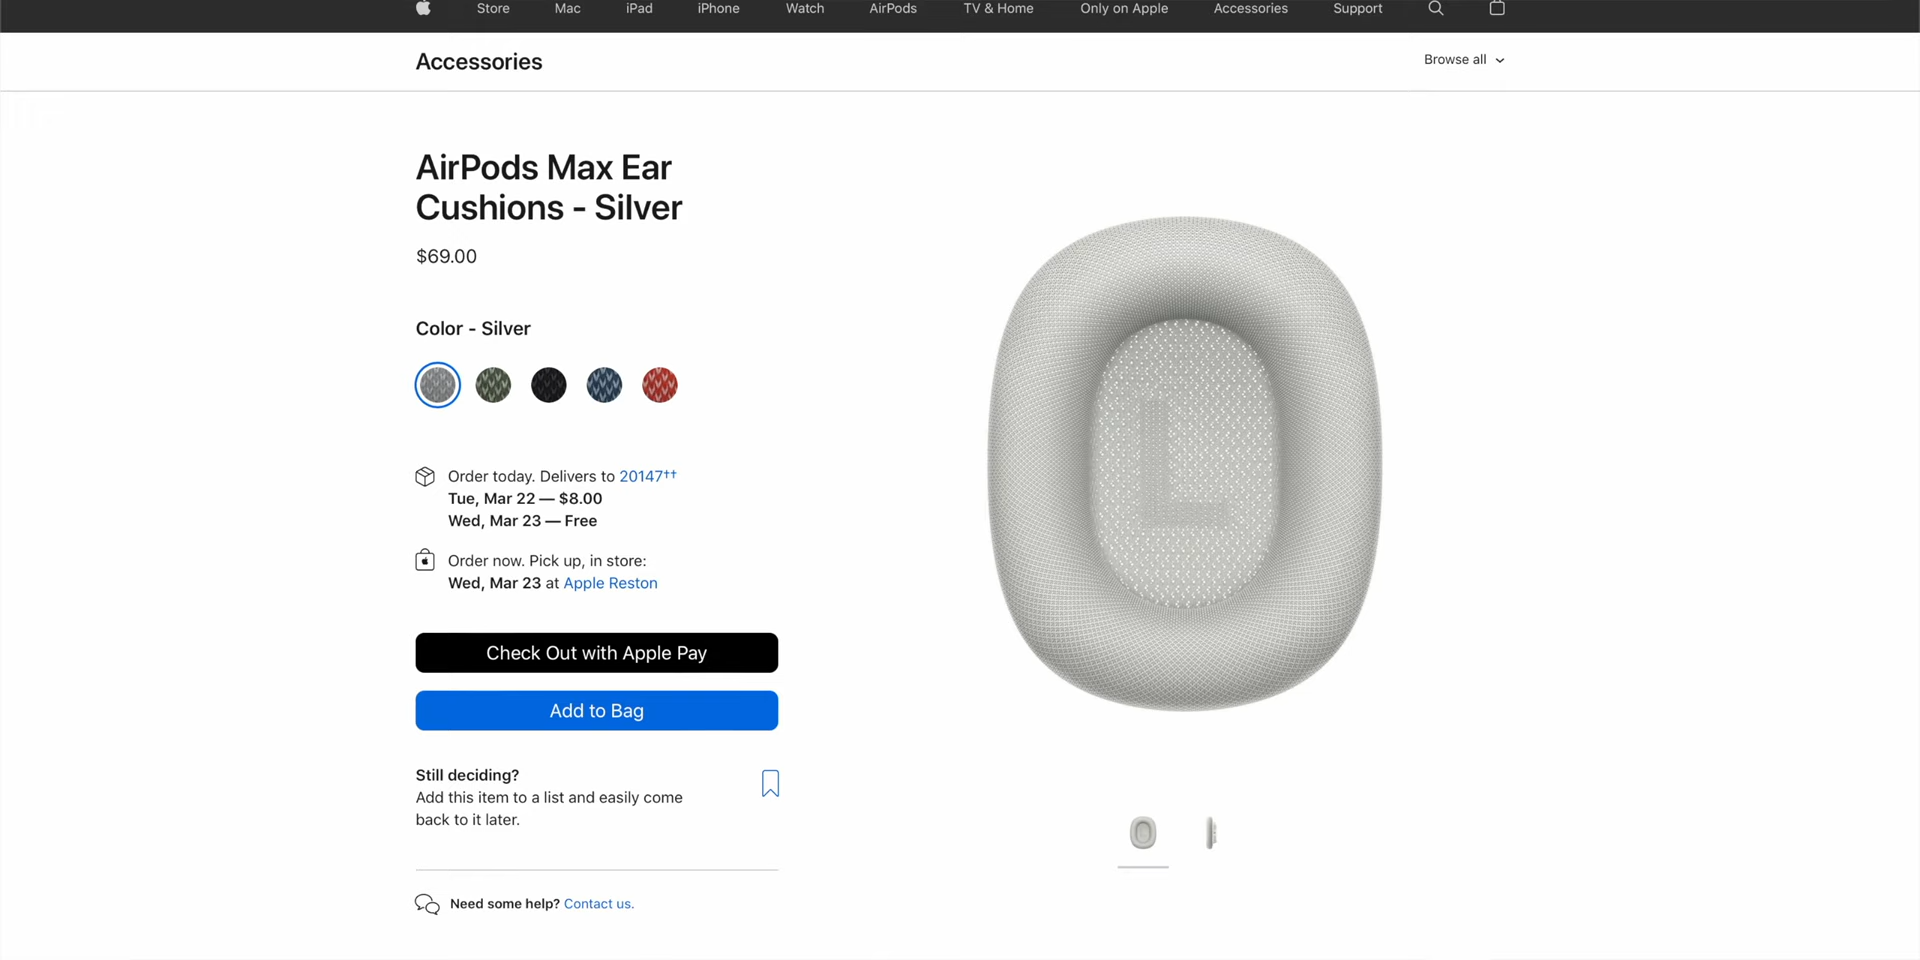 Store Mac iPad iPhone Watch AirPods TV & Home Only on Apple Accessories Support
Accessories
Browse all
AirPods Max Ear
Cushions - Silver
$69.00
Color - Silver
Order today. Delivers to 20147††
Tue, Mar 22 — $8.00
Wed, Mar 23 — Free
Order now. Pick up, in store:
Wed, Mar 23 at Apple Reston
Check Out with Apple Pay
Add to Bag
Still deciding?
Add this item to a list and easily come
back to it later.
Need some help? Contact us.
L